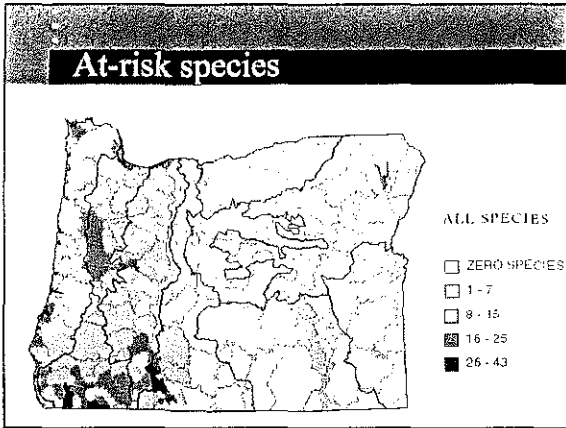 At-risk species
ALL SPECIES
ZERO SPECIES
1 - 7
8 - 15
16 - 25
26 - 43